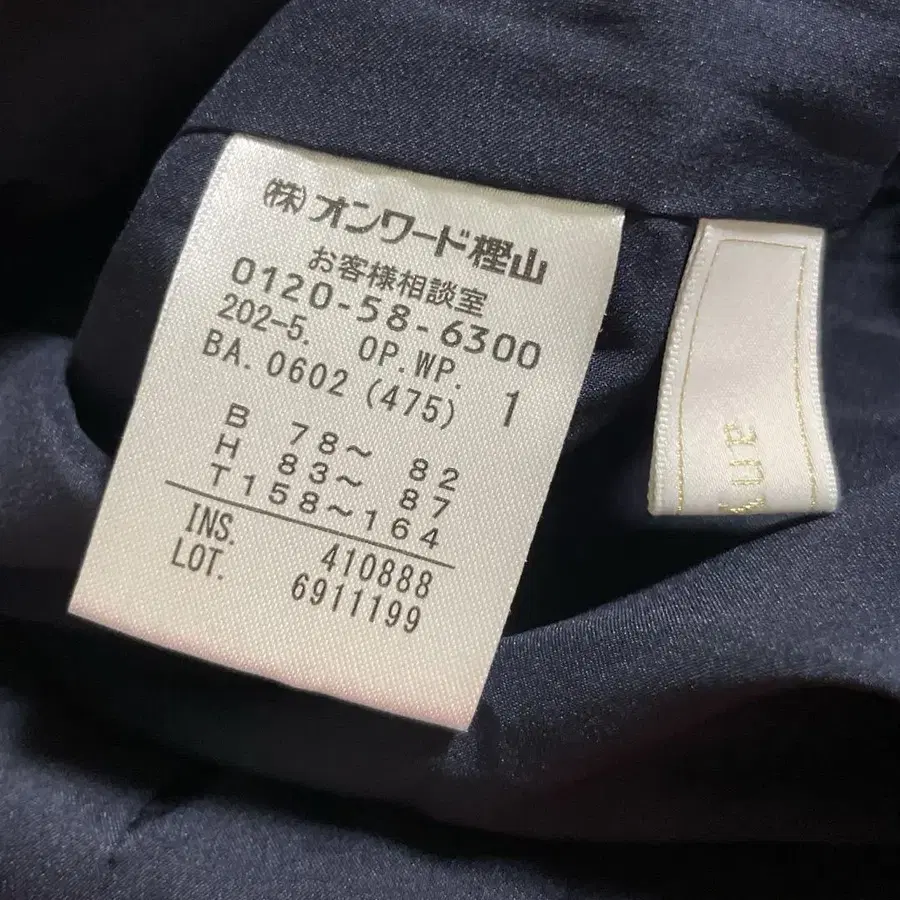 ㈱オンワード樫山
お客様相談室
0120-58-6300
202-5. OP.WP.
BA.0602(475) 1
B 78～ 82
H 83～ 87
T158～164
INS. 410888
LOT. 6911199